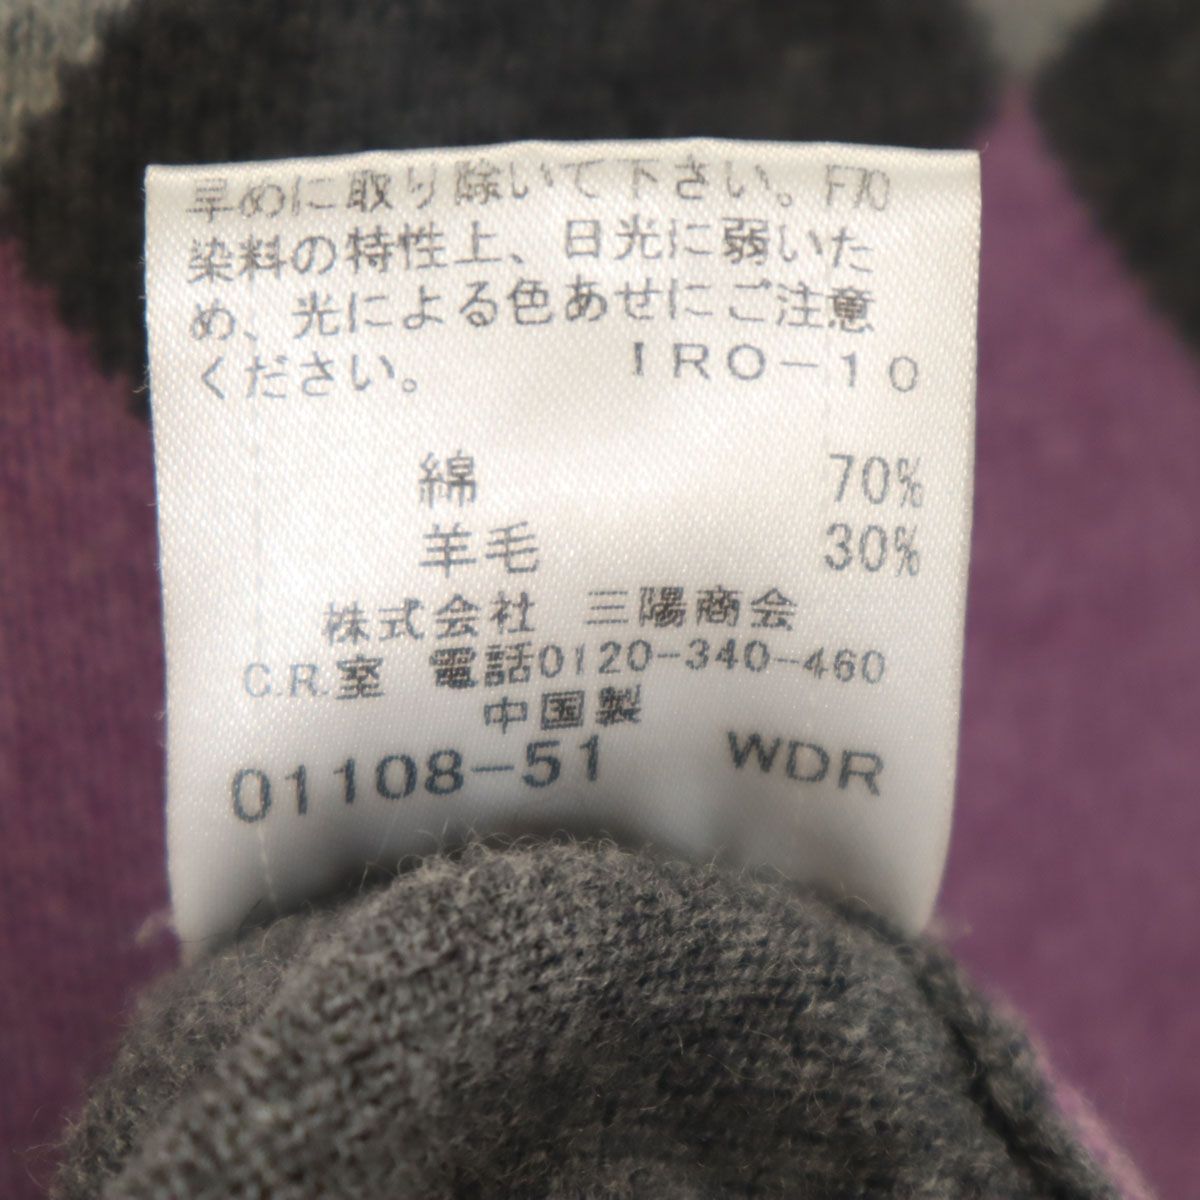 早めに取り除いて下さい。F70
染料の特性上、日光に弱いた
め、光による色あせにご注意
ください。 IRO-10
綿 70%
羊毛 30%
株式会社 三陽商会
C.R.室 電話0120-340-460
中国製
01108-51 WDR